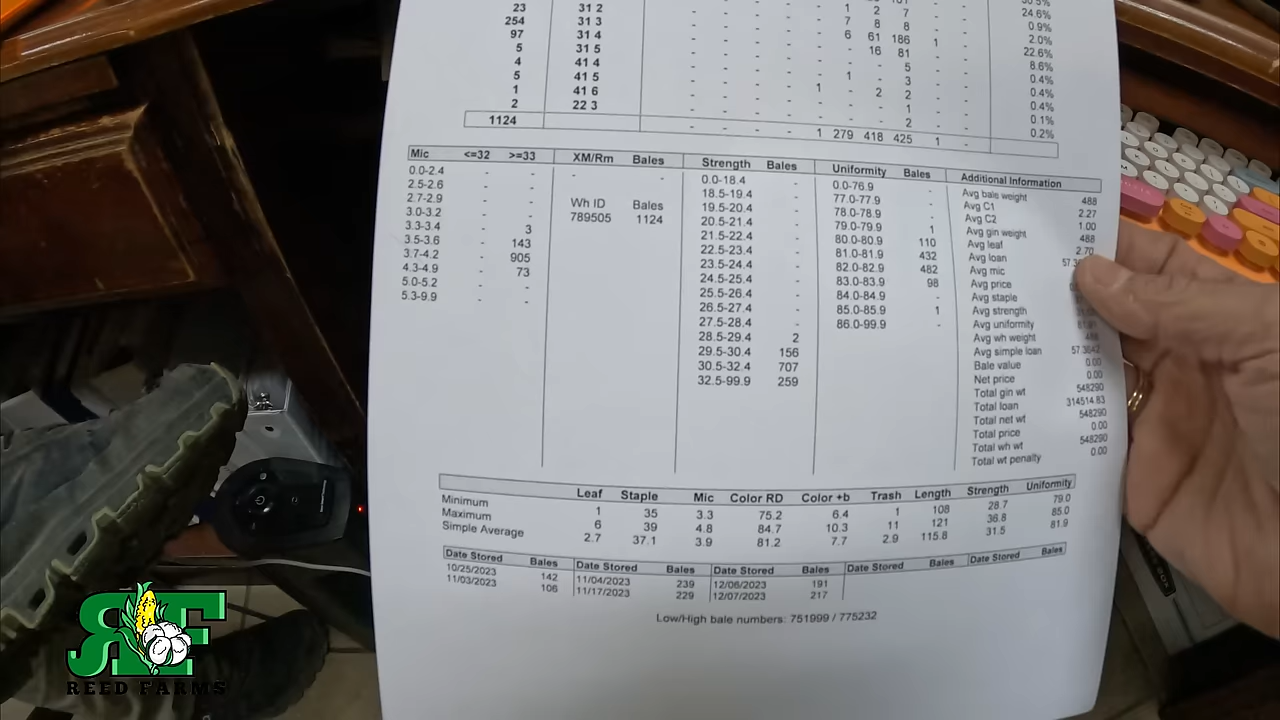 1 2 7 24.6%
23 31 2 7 8 8 0.9%
254 31 3 6 61 186 1 2.0%
97 31 4 - 16 81 22.6%
5 31 5 5 8.6%
4 41 4 1 - 3 0.4%
5 41 5 1 - 2 2 0.4%
1 41 6 1 0.4%
2 22 3 2 0.1%
1124 - - - - 1 279 418 425 1 - 0.2%
Mic <=32 >=33 XM/Rm Bales Strength Bales Uniformity Bales Additional Information
0.0-2.4 - - - - 0.0-18.4 - 0.0-76.9 - Avg bale weight 488
2.5-2.6 - - 18.5-19.4 - 77.0-77.9 - Avg C1 2.27
2.7-2.9 - - Wh ID Bales 19.5-20.4 - 78.0-78.9 - Avg C2 1.00
3.0-3.2 - - 789505 1124 20.5-21.4 - 79.0-79.9 1 Avg gin weight 488
3.3-3.4 - 3 21.5-22.4 - 80.0-80.9 110 Avg leaf 2.70
3.5-3.6 - 143 22.5-23.4 - 81.0-81.9 432 Avg loan
3.7-4.2 - 905 23.5-24.4 - 82.0-82.9 482 Avg mic
4.3-4.9 - 73 24.5-25.4 - 83.0-83.9 98 Avg price
5.0-5.2 - - 25.5-26.4 - 84.0-84.9 - Avg staple
5.3-9.9 - - 26.5-27.4 - 85.0-85.9 1 Avg strength
27.5-28.4 - 86.0-99.9 - Avg uniformity
28.5-29.4 2 Avg wh weight
29.5-30.4 156 Avg simple loan 57.3642
30.5-32.4 707 Bale value 0.00
32.5-99.9 259 Net price 0.00
Total gin wt 548290
Total loan 314514.83
Total net wt 548290
Total price 0.00
Total wh wt 548290
Total wt penalty 0.00
Leaf Staple Mic Color RD Color +b Trash Length Strength Uniformity
Minimum 1 35 3.3 75.2 6.4 1 108 28.7 79.0
Maximum 6 39 4.8 84.7 10.3 11 121 36.8 85.0
Simple Average 2.7 37.1 3.9 81.2 7.7 2.9 115.8 31.5 81.9
Date Stored Bales Date Stored Bales Date Stored Bales Date Stored Bales Date Stored Bales
10/25/2023 142 11/04/2023 239 12/06/2023 191
11/03/2023 106 11/17/2023 229 12/07/2023 217
Low/High bale numbers: 751999 / 775232
RF
REED FARMS